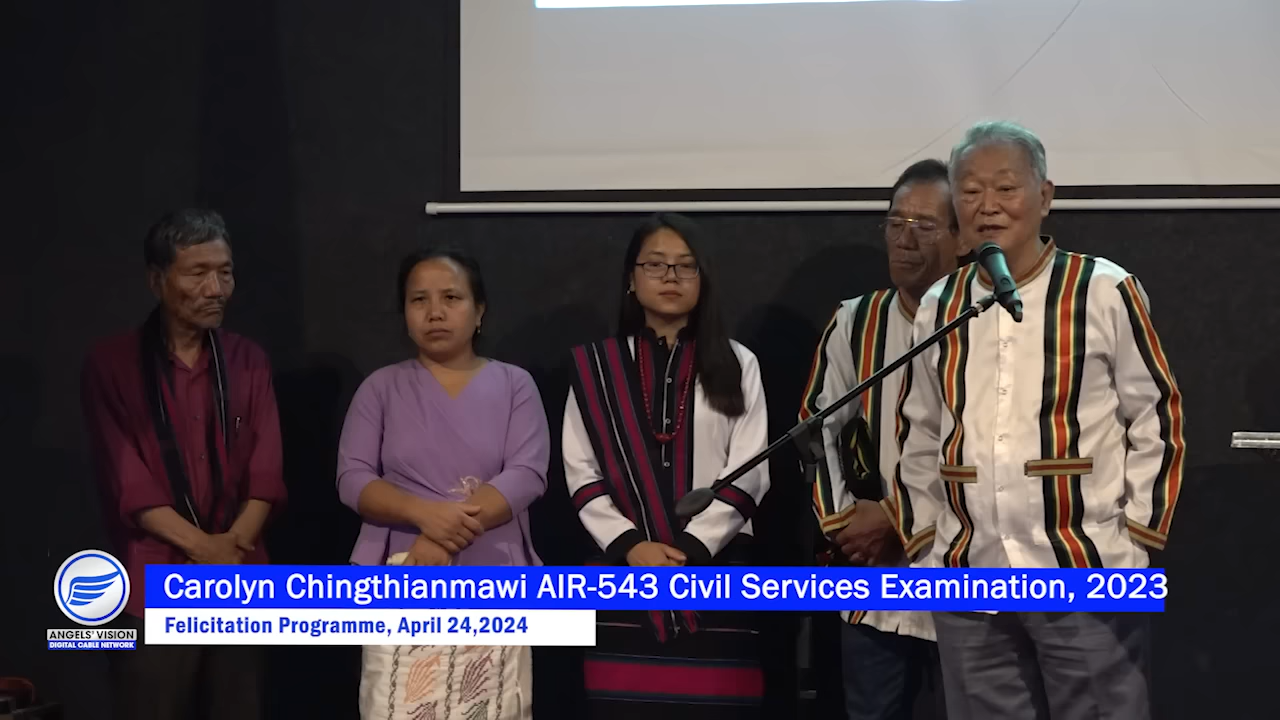 Carolyn Chingthianmawi AIR-543 Civil Services Examination, 2023
Felicitation Programme, April 24,2024
ANGELS' VISION
DIGITAL CABLE NETWORK